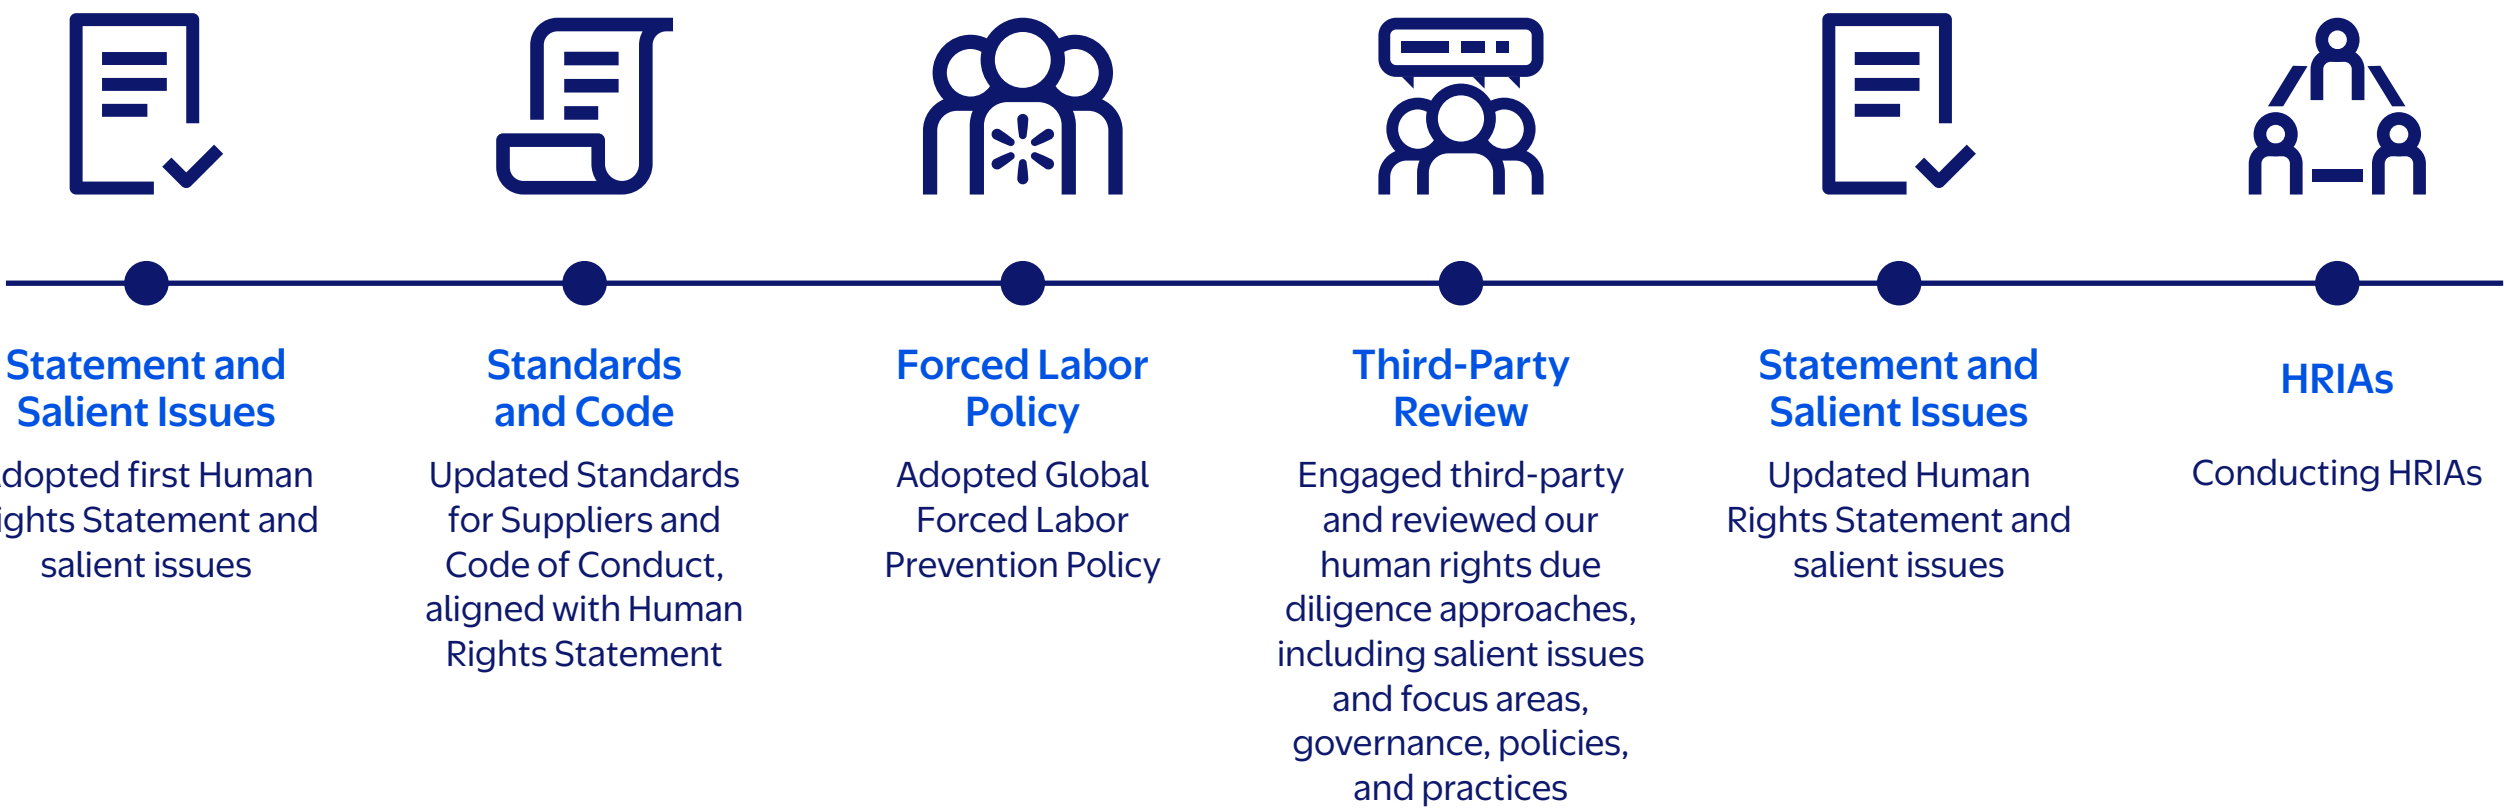 Statement and
Salient Issues
dopted first Human
ights Statement and
salient issues
Standards
and Code
Updated Standards
for Suppliers and
Code of Conduct,
aligned with Human
Rights Statement
Forced Labor
Policy
Adopted Global
Forced Labor
Prevention Policy
Third-Party
Review
Engaged third-party
and reviewed our
human rights due
diligence approaches,
including salient issues
and focus areas,
governance, policies,
and practices
Statement and
Salient Issues
Updated Human
Rights Statement and
salient issues
HRIAs
Conducting HRIAs